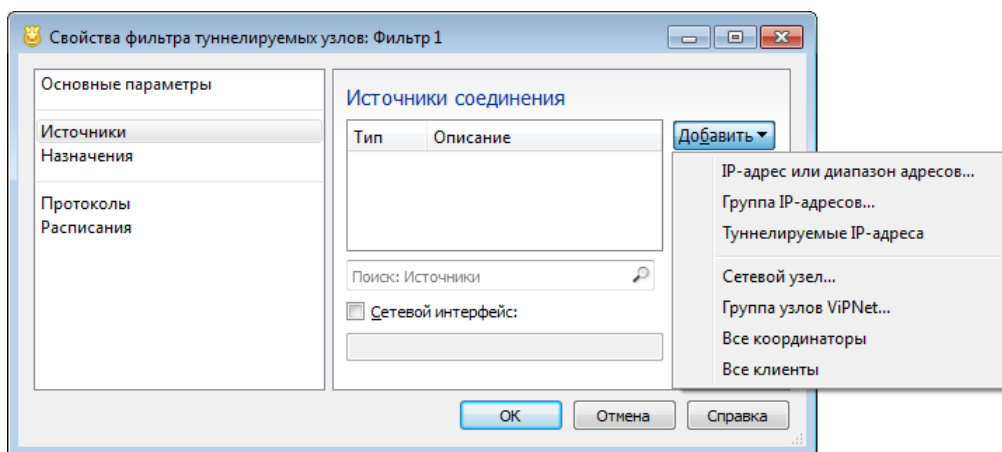 Свойства фильтра туннелируемых узлов: Фильтр 1
Основные параметры
Источники
Назначения
Протоколы
Расписания
Источники соединения
Тип Описание
Добавить
IP-адрес или диапазон адресов...
Группа IP-адресов...
Туннелируемые IP-адреса
Сетевой узел...
Группа узлов ViPNet...
Все координаторы
Все клиенты
Поиск: Источники
Сетевой интерфейс:
OK Отмена Справка